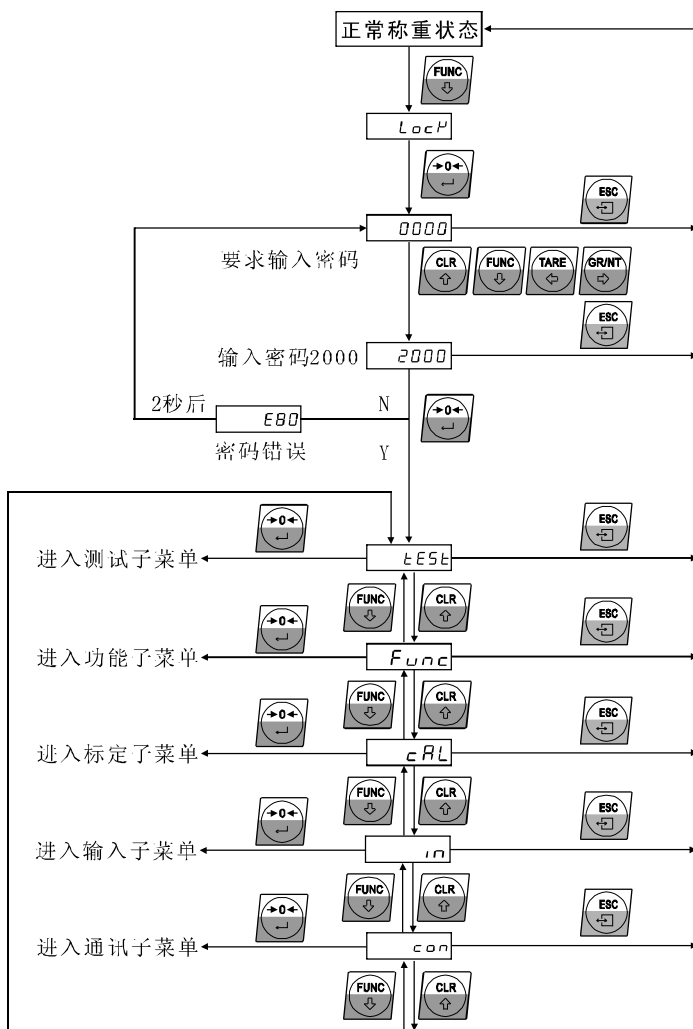 正常称重状态
FUNC
LocK
→0←
ESC
0000
要求输入密码
CLR FUNC TARE GR/NT
ESC
输入密码2000 2000
2秒后 E80 N →0←
密码错误 Y
→0← ESC
进入测试子菜单 tESt
FUNC CLR
→0← ESC
进入功能子菜单 Func
FUNC CLR
→0← ESC
进入标定子菜单 cAL
FUNC CLR
→0← ESC
进入输入子菜单 in
FUNC CLR
→0← ESC
进入通讯子菜单 con
FUNC CLR